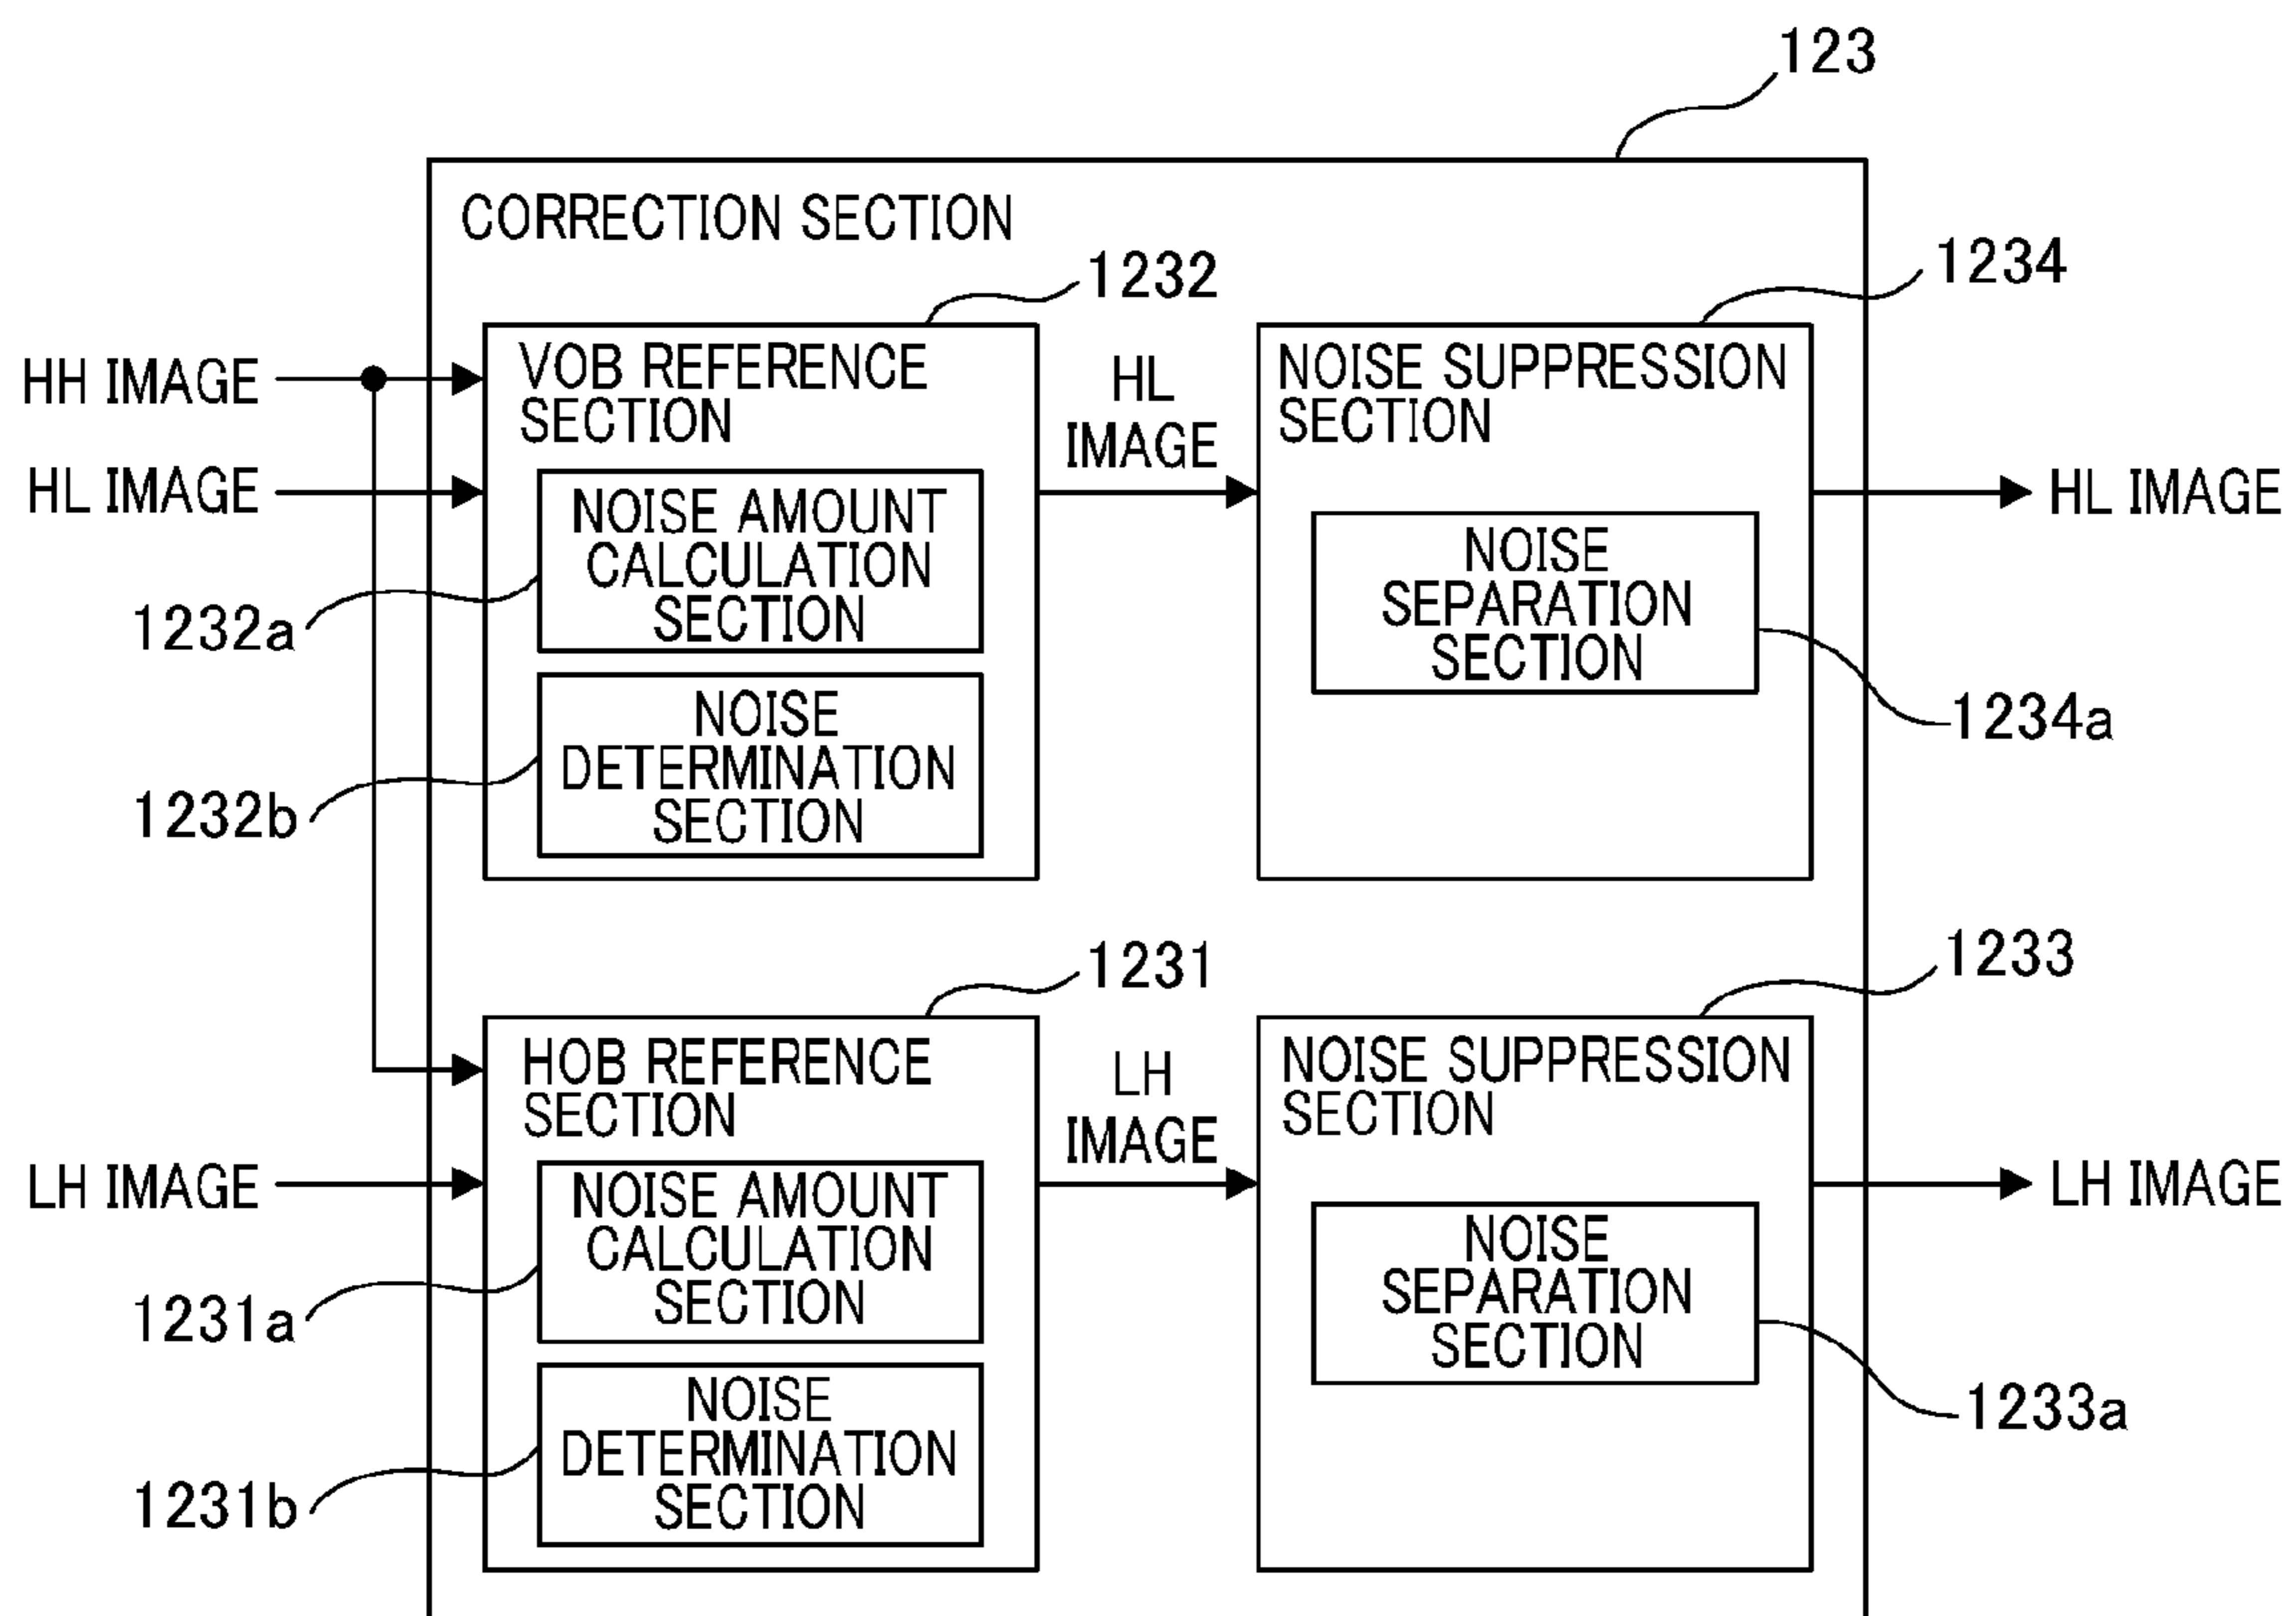 123
CORRECTION SECTION
1232
1234
HH IMAGE
VOB REFERENCE
SECTION
HL
IMAGE
NOISE SUPPRESSION
SECTION
HL IMAGE
NOISE AMOUNT
CALCULATION
SECTION
NOISE
SEPARATION
SECTION
HL IMAGE
1232a
NOISE
DETERMINATION
SECTION
1234a
1232b
1231
1233
HOB REFERENCE
SECTION
LH
IMAGE
NOISE SUPPRESSION
SECTION
LH IMAGE
NOISE AMOUNT
CALCULATION
SECTION
NOISE
SEPARATION
SECTION
LH IMAGE
1231a
NOISE
DETERMINATION
SECTION
1233a
1231b